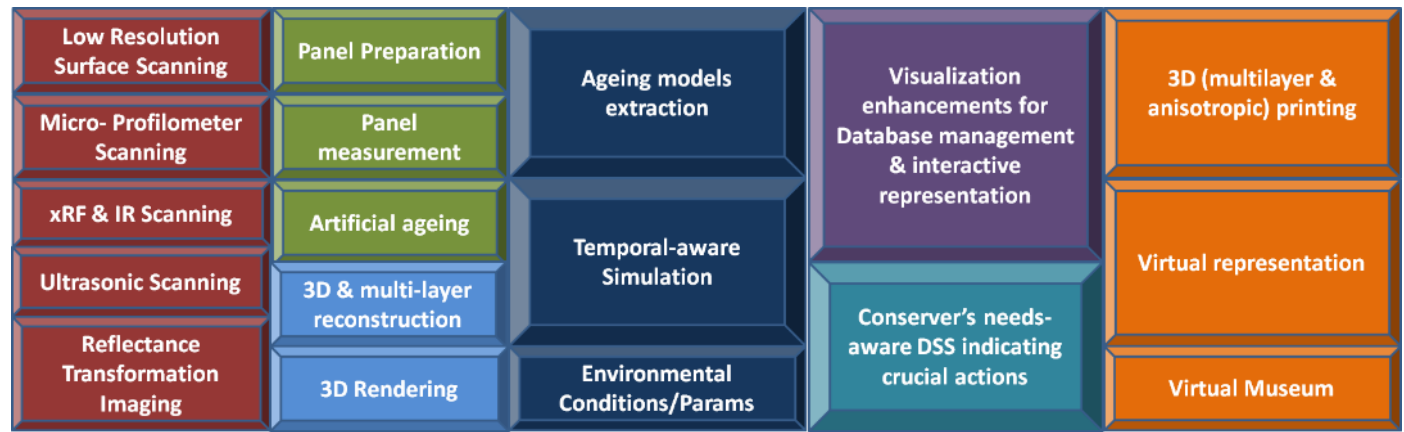 Low Resolution
Surface Scanning
Micro- Profilometer
Scanning
xRF & IR Scanning
Ultrasonic Scanning
Reflectance
Transformation
Imaging
Panel Preparation
Panel
measurement
Artificial ageing
3D & multi-layer
reconstruction
3D Rendering
Ageing models
extraction
Temporal-aware
Simulation
Environmental
Conditions/Params
Visualization
enhancements for
Database management
& interactive
representation
Conserver's needs-
aware DSS indicating
crucial actions
3D (multilayer &
anisotropic) printing
Virtual representation
Virtual Museum